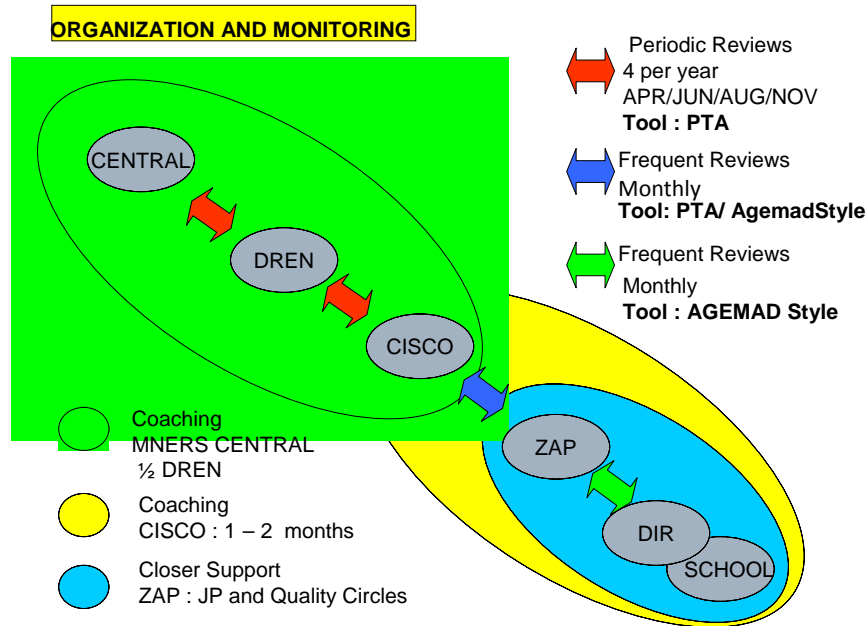 ORGANIZATION AND MONITORING
Periodic Reviews
4 per year
APR/JUN/AUG/NOV
Tool : PTA
Frequent Reviews
Monthly
Tool: PTA/ AgemadStyle
Frequent Reviews
Monthly
Tool : AGEMAD Style
CENTRAL
DREN
CISCO
ZAP
DIR
SCHOOL
Coaching
MNERS CENTRAL
½ DREN
Coaching
CISCO : 1 – 2 months
Closer Support
ZAP : JP and Quality Circles